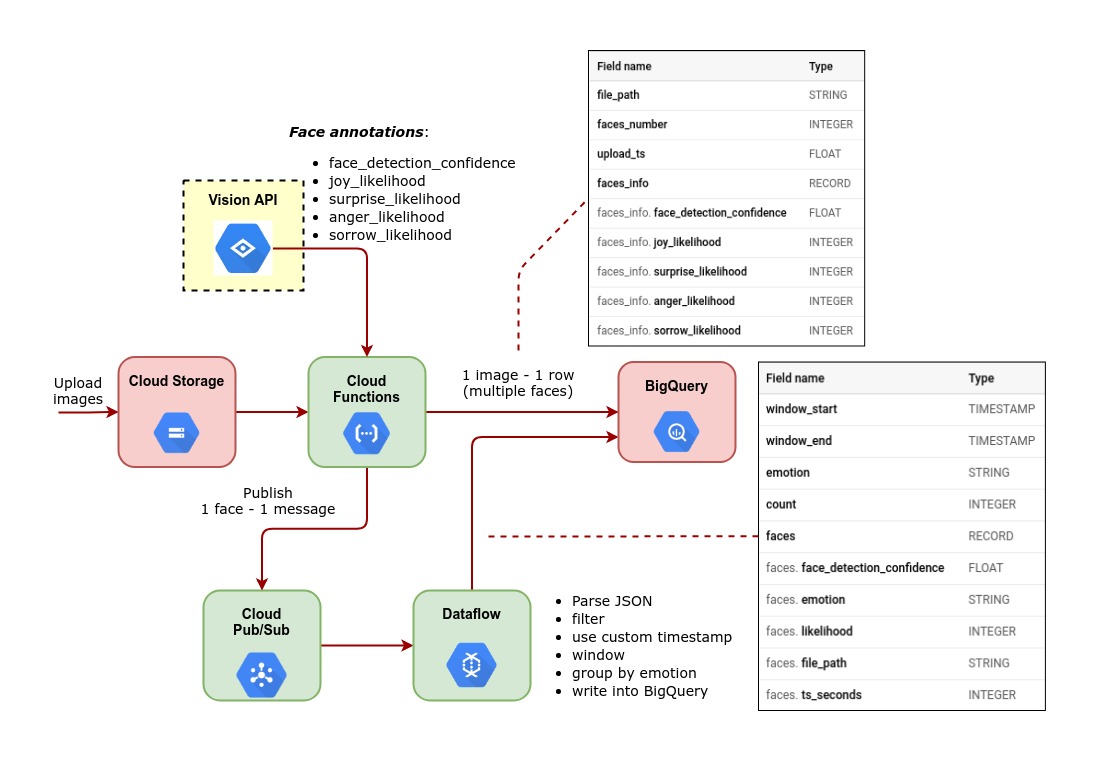 Face annotations:
face_detection_confidence
joy_likelihood
surprise_likelihood
anger_likelihood
sorrow_likelihood
Vision API
Field name Type
file_path STRING
faces_number INTEGER
upload_ts FLOAT
faces_info RECORD
faces_info. face_detection_confidence FLOAT
faces_info. joy_likelihood INTEGER
faces_info. surprise_likelihood INTEGER
faces_info. anger_likelihood INTEGER
faces_info. sorrow_likelihood INTEGER
Upload
images
Cloud Storage
Cloud
Functions
1 image - 1 row
(multiple faces)
BigQuery
Field name Type
window_start TIMESTAMP
window_end TIMESTAMP
emotion STRING
count INTEGER
faces RECORD
faces. face_detection_confidence FLOAT
faces. emotion STRING
faces. likelihood INTEGER
faces. file_path STRING
faces. ts_seconds INTEGER
Publish
1 face - 1 message
Cloud
Pub/Sub
Dataflow
Parse JSON
filter
use custom timestamp
window
group by emotion
write into BigQuery